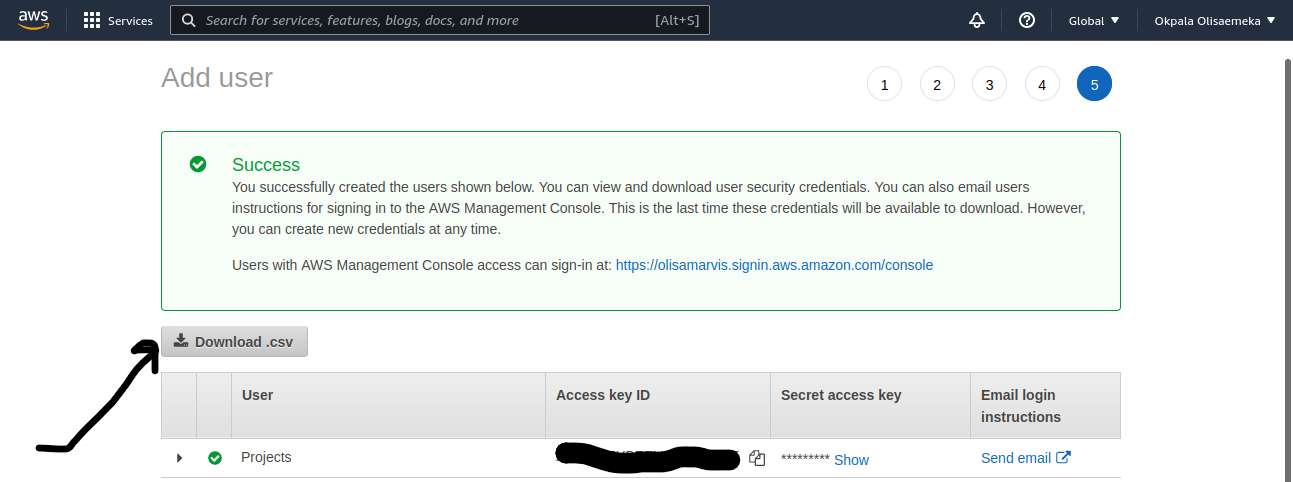 aws Services Search for services, features, blogs, docs, and more [Alt+S] Global Okpala Olisaemeka
Add user
1 2 3 4 5
Success
You successfully created the users shown below. You can view and download user security credentials. You can also email users
instructions for signing in to the AWS Management Console. This is the last time these credentials will be available to download. However,
you can create new credentials at any time.
Users with AWS Management Console access can sign-in at: https://olisamarvis.signin.aws.amazon.com/console
Download .csv
User Access key ID Secret access key Email login
instructions
Projects ********* Show Send email